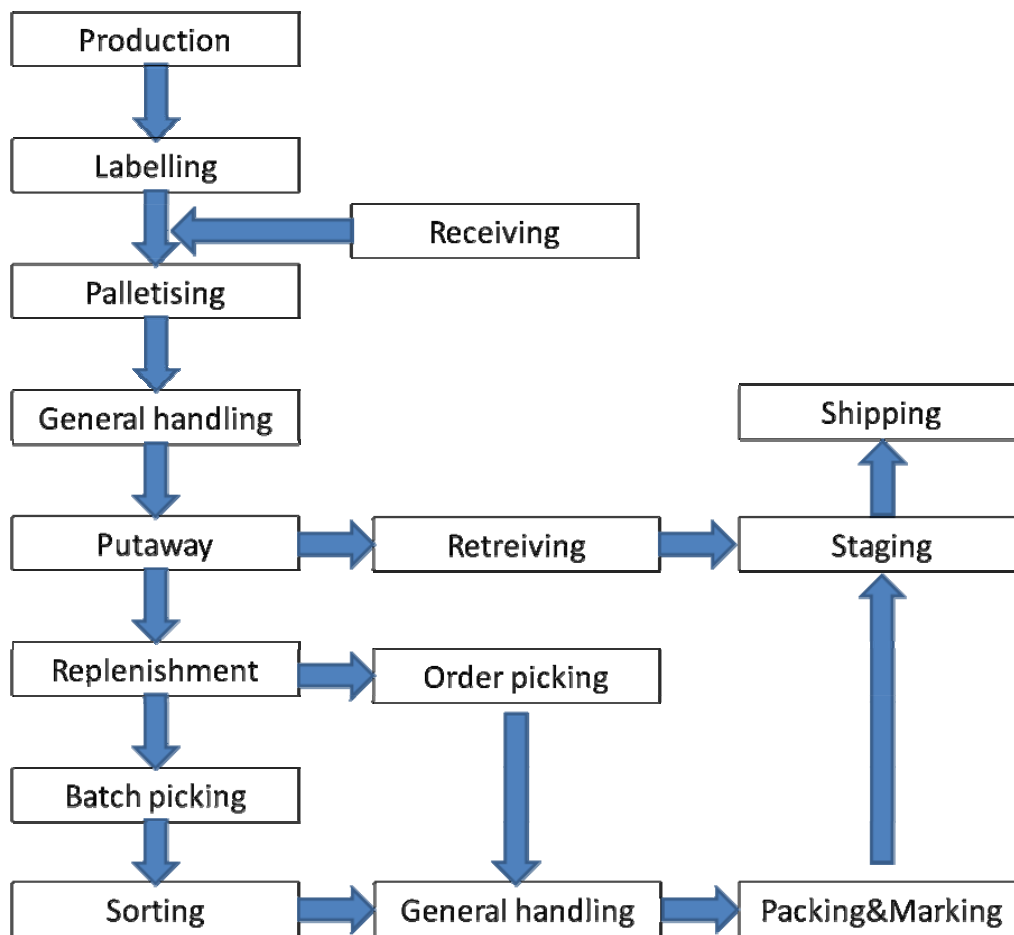 Production
Labelling
Receiving
Palletising
General handling
Shipping
Putaway
Retreiving
Staging
Replenishment
Order picking
Batch picking
Sorting
General handling
Packing&Marking